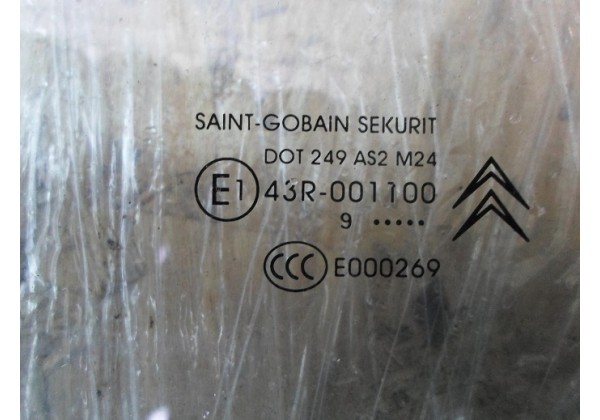 SAINT-GOBAIN SEKURIT
DOT 249 AS2 M24
E1 43R-001100
9 •••••
CCC E000269